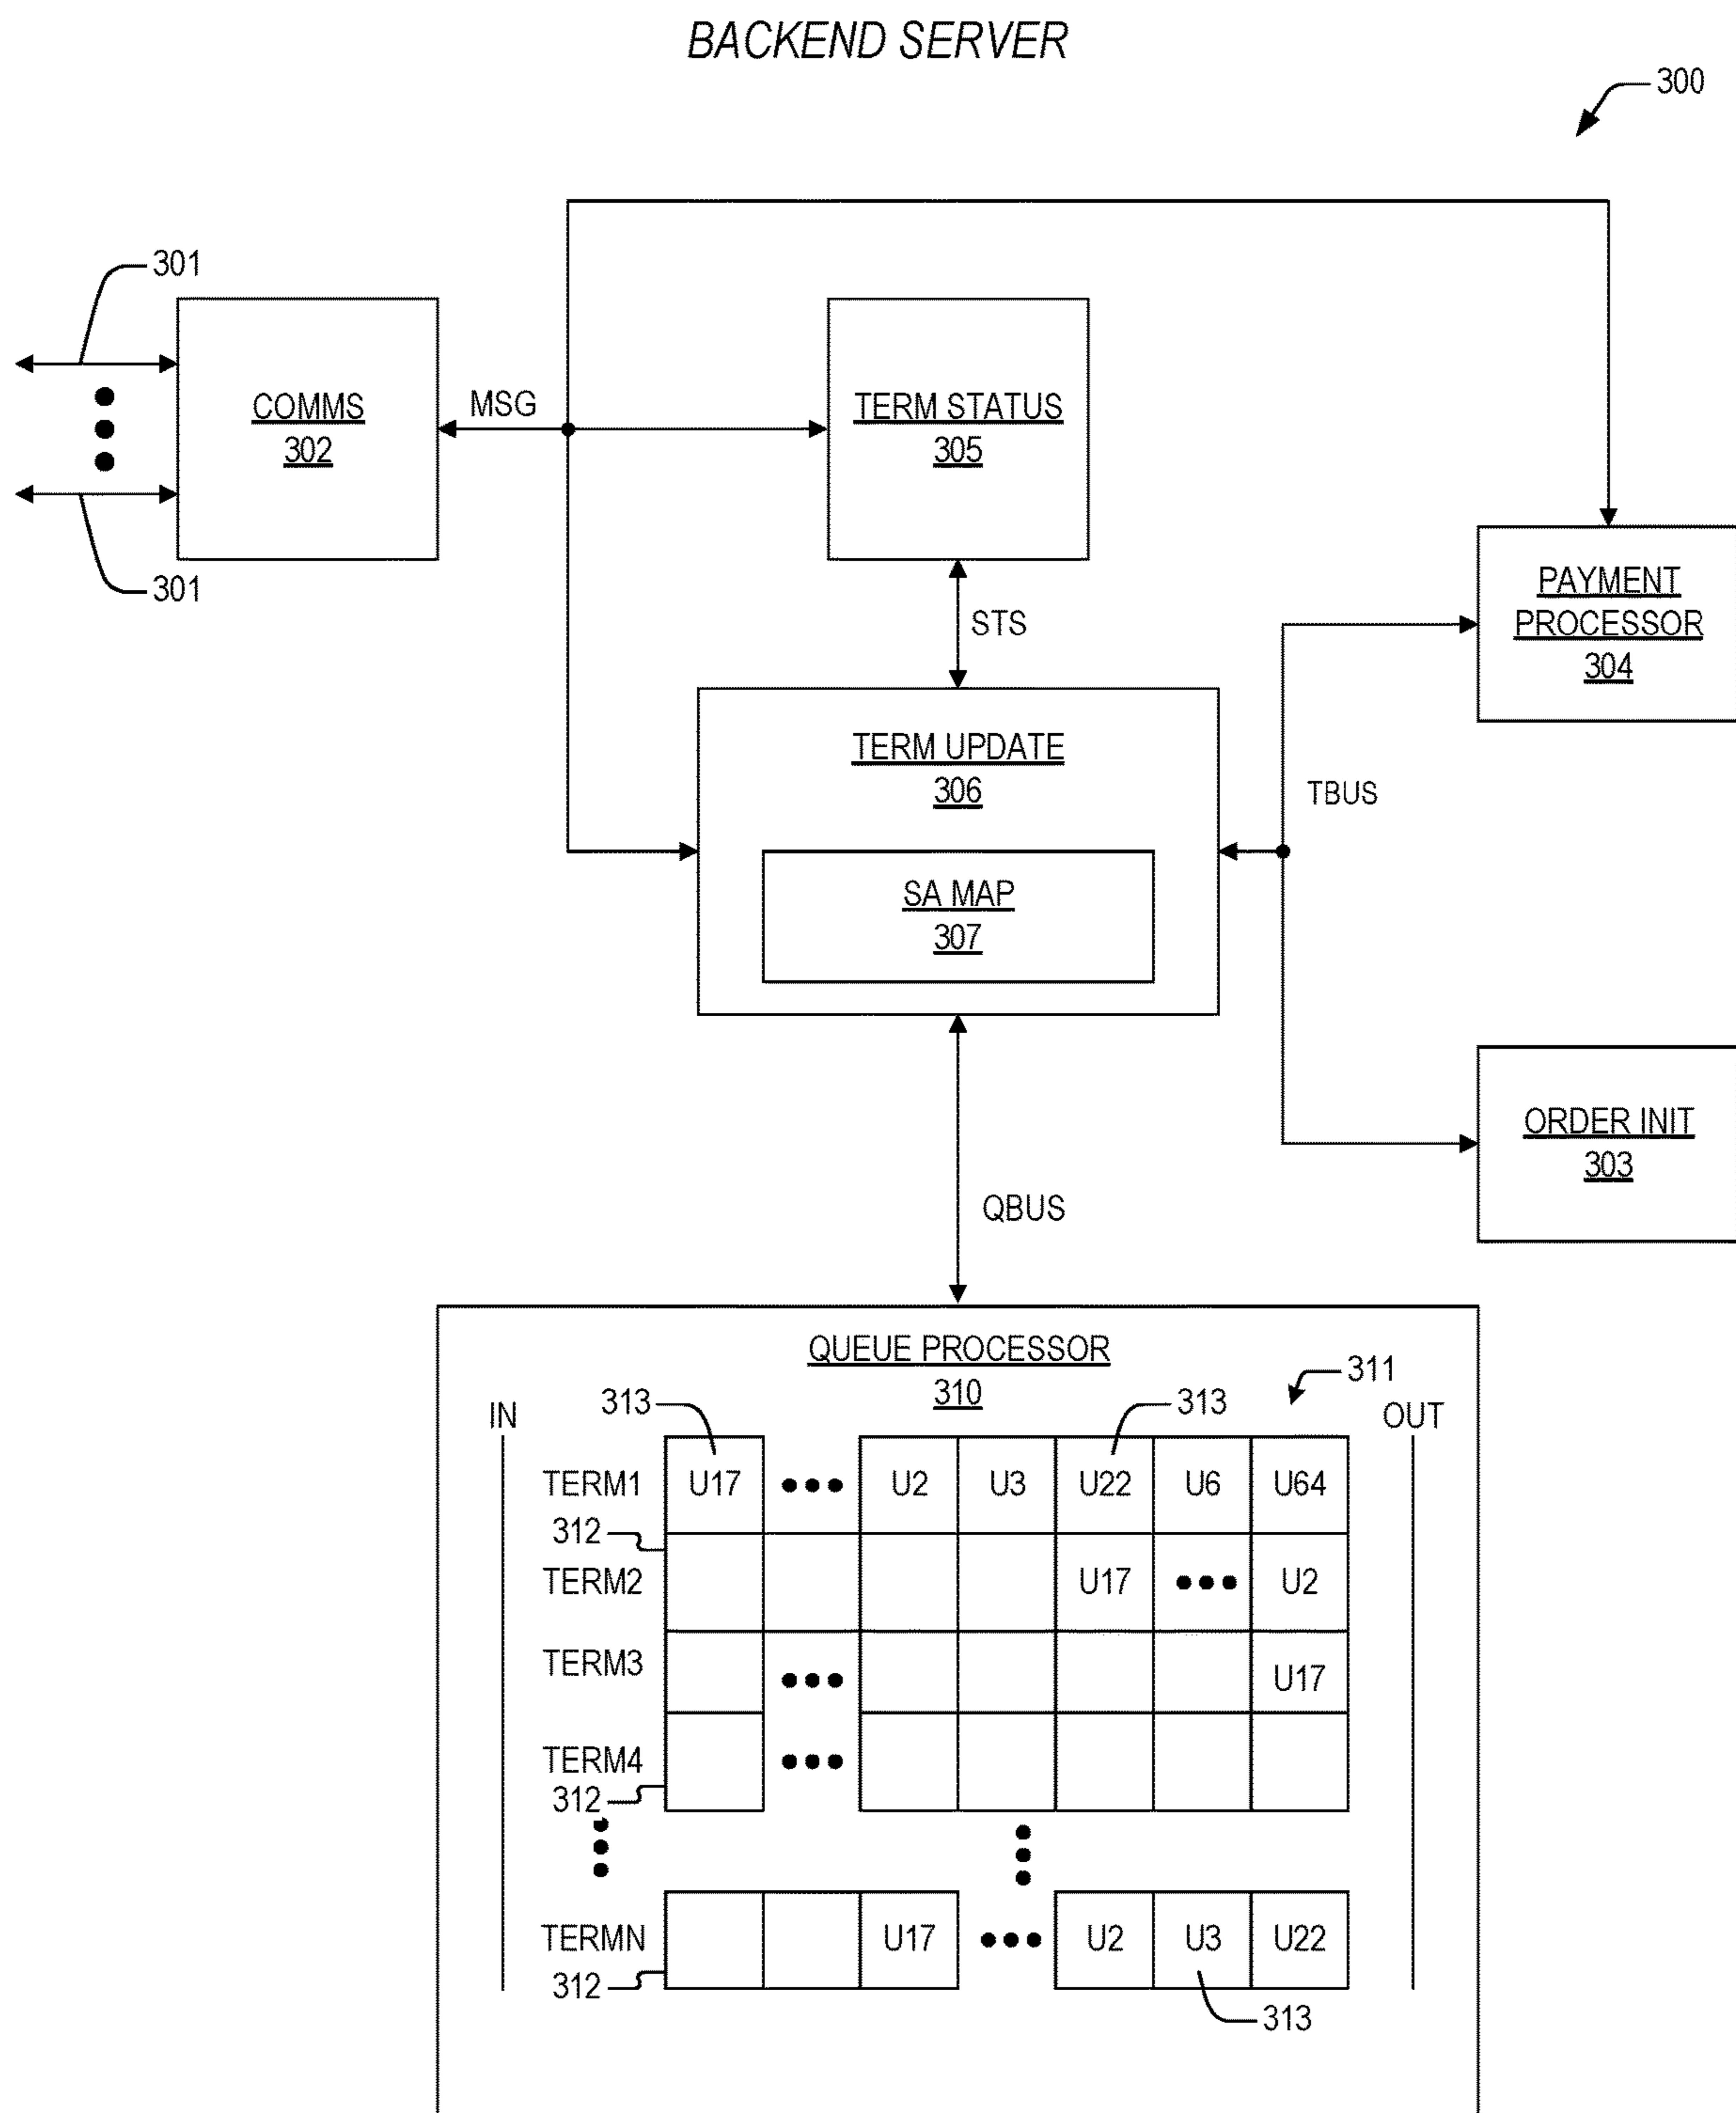 BACKEND SERVER
300
301
COMMS
302
MSG
TERM STATUS
305
301
PAYMENT
PROCESSOR
304
STS
TERM UPDATE
306
TBUS
SA MAP
307
ORDER INIT
303
QBUS
QUEUE PROCESSOR
310
311
313
313
IN
OUT
TERM1 U17 U2 U3 U22 U6 U64
312
TERM2 U17 U2
TERM3 U17
TERM4
312
TERMN U17 U2 U3 U22
312
313